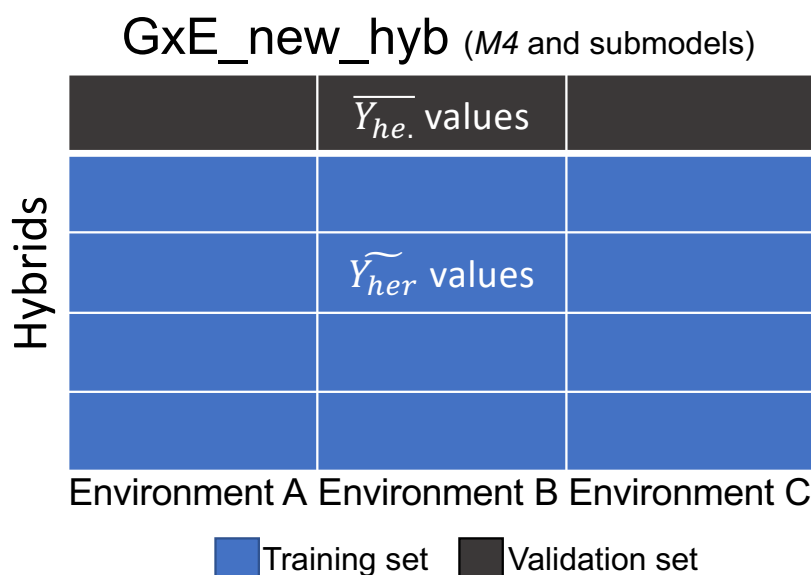 GxE_new_hyb (M4 and submodels)
Hybrids
$\overline{Y_{he.}}$ values
$\widetilde{Y_{her}}$ values
Environment A Environment B Environment C
Training set Validation set